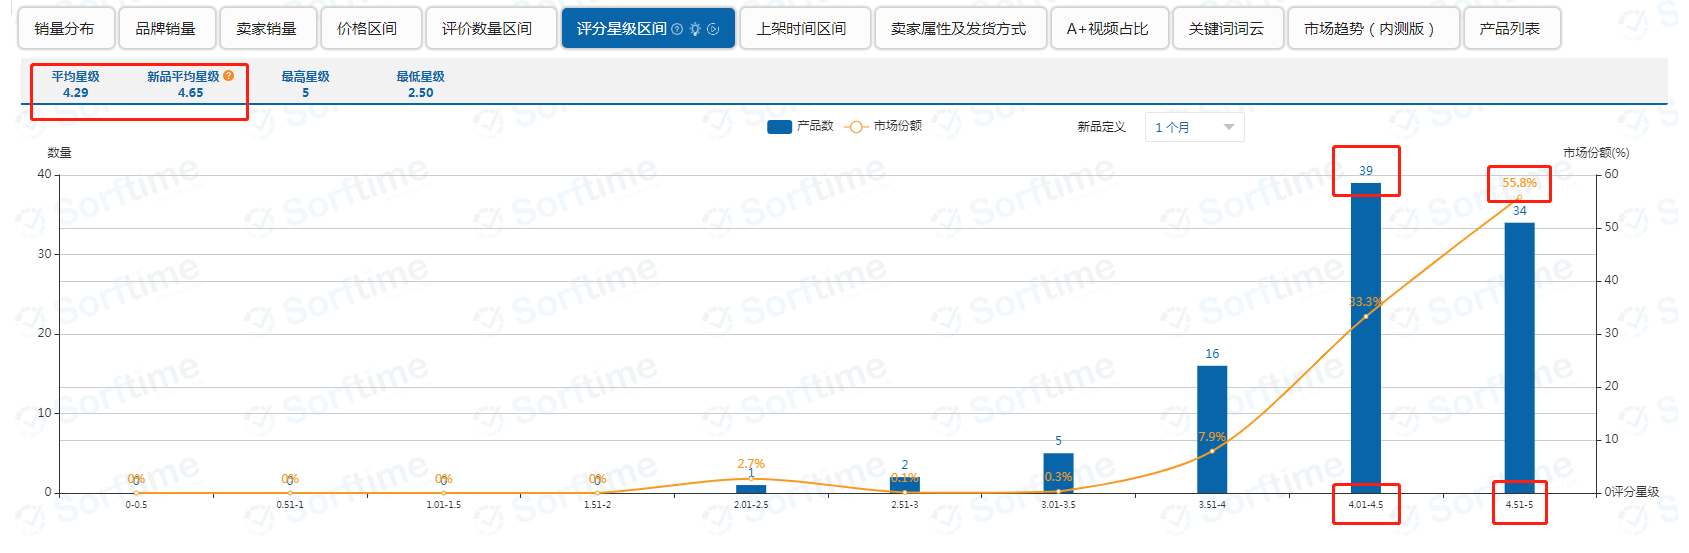 销量分布 品牌销量 卖家销量 价格区间 评价数量区间 评分星级区间 上架时间区间 卖家属性及发货方式 A+视频占比 关键词词云 市场趋势（内测版） 产品列表
平均星级 新品平均星级 最高星级 最低星级
4.29 4.65 5 2.50
产品数 市场份额 新品定义 1 个月
数量 市场份额(%)
40 39 55.8% 60
34
50
30
40
33.3%
20 16 30
20
10 5 7.9% 10
2.7% 2
0% 0% 0% 0% 1 0.1% 0.3%
0 0 0 0 0 0 评分星级
0-0.5 0.51-1 1.01-1.5 1.51-2 2.01-2.5 2.51-3 3.01-3.5 3.51-4 4.01-4.5 4.51-5
Sorftime